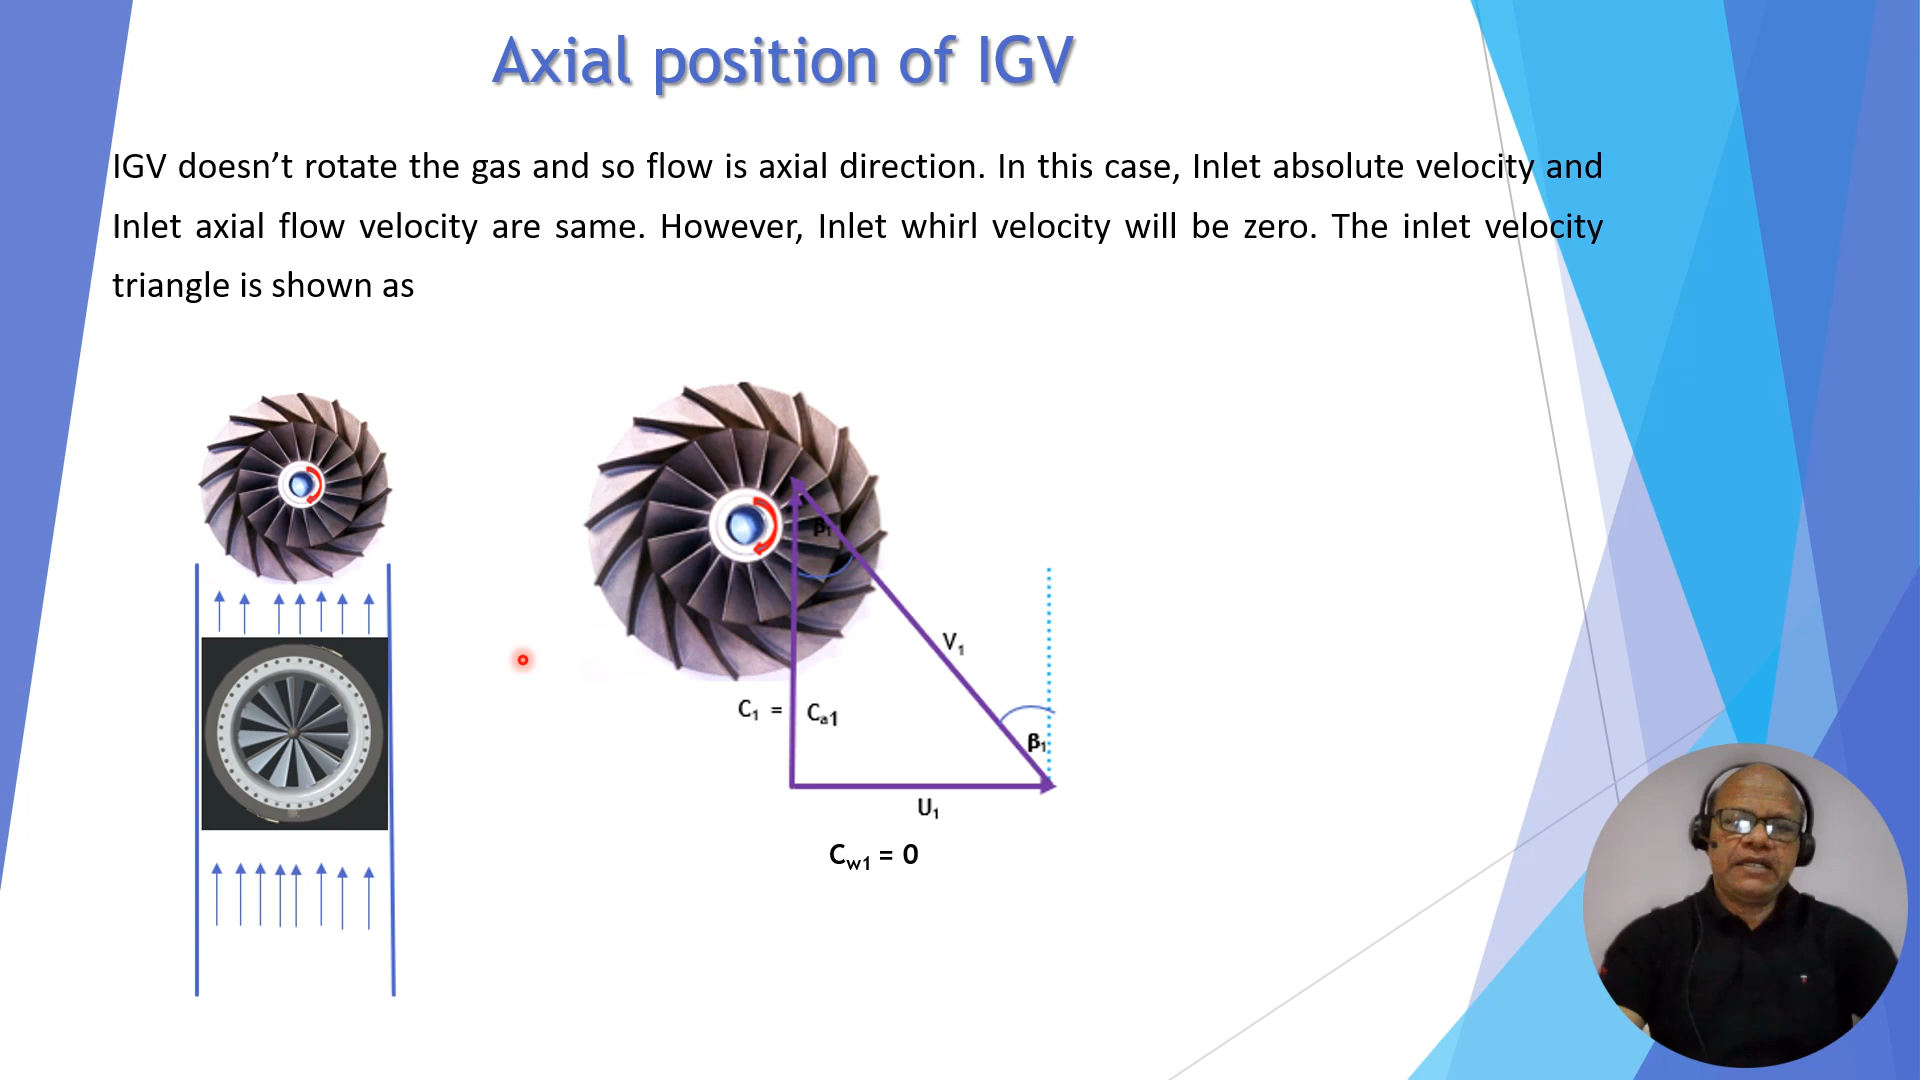 Axial position of IGV
IGV doesn’t rotate the gas and so flow is axial direction. In this case, Inlet absolute velocity and
Inlet axial flow velocity are same. However, Inlet whirl velocity will be zero. The inlet velocity
triangle is shown as
β₁
V₁
C₁ = Cₐ1
β₁
U₁
C_w1 = 0